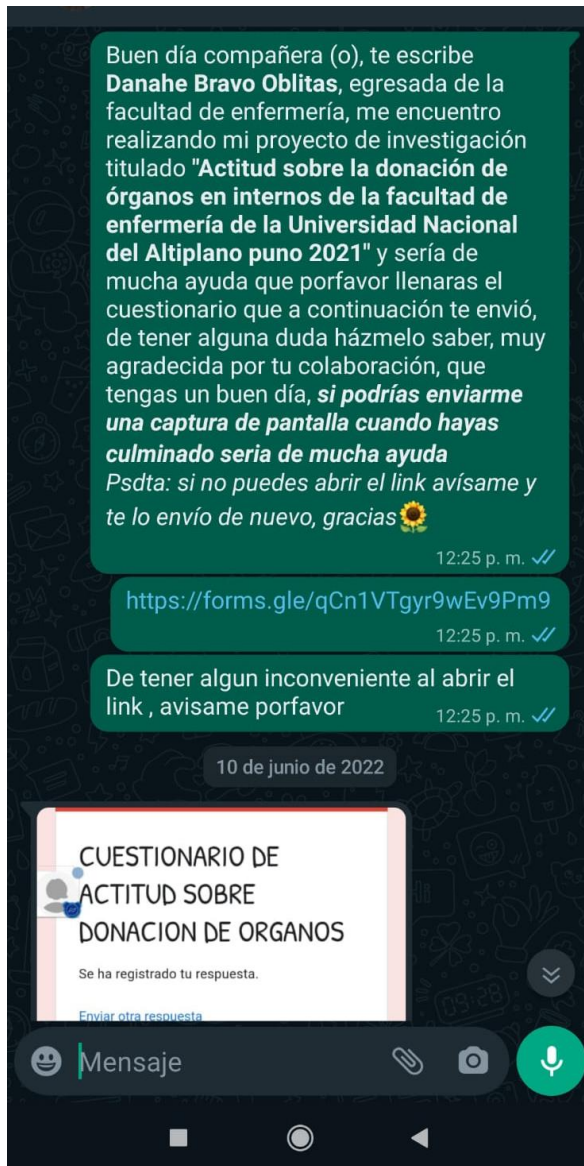 Buen día compañera (o), te escribe
Danahe Bravo Oblitas, egresada de la
facultad de enfermería, me encuentro
realizando mi proyecto de investigación
titulado "Actitud sobre la donación de
órganos en internos de la facultad de
enfermería de la Universidad Nacional
del Altiplano puno 2021" y sería de
mucha ayuda que porfavor llenaras el
cuestionario que a continuación te envió,
de tener alguna duda házmelo saber, muy
agradecida por tu colaboración, que
tengas un buen día, si podrías enviarme
una captura de pantalla cuando hayas
culminado seria de mucha ayuda
Psdta: si no puedes abrir el link avísame y
te lo envío de nuevo, gracias🌻
12:25 p. m.
https://forms.gle/qCn1VTgyr9wEv9Pm9
12:25 p. m.
De tener algun inconveniente al abrir el
link , avisame porfavor
12:25 p. m.
10 de junio de 2022
CUESTIONARIO DE
ACTITUD SOBRE
DONACION DE ORGANOS
Se ha registrado tu respuesta.
Enviar otra respuesta
Mensaje